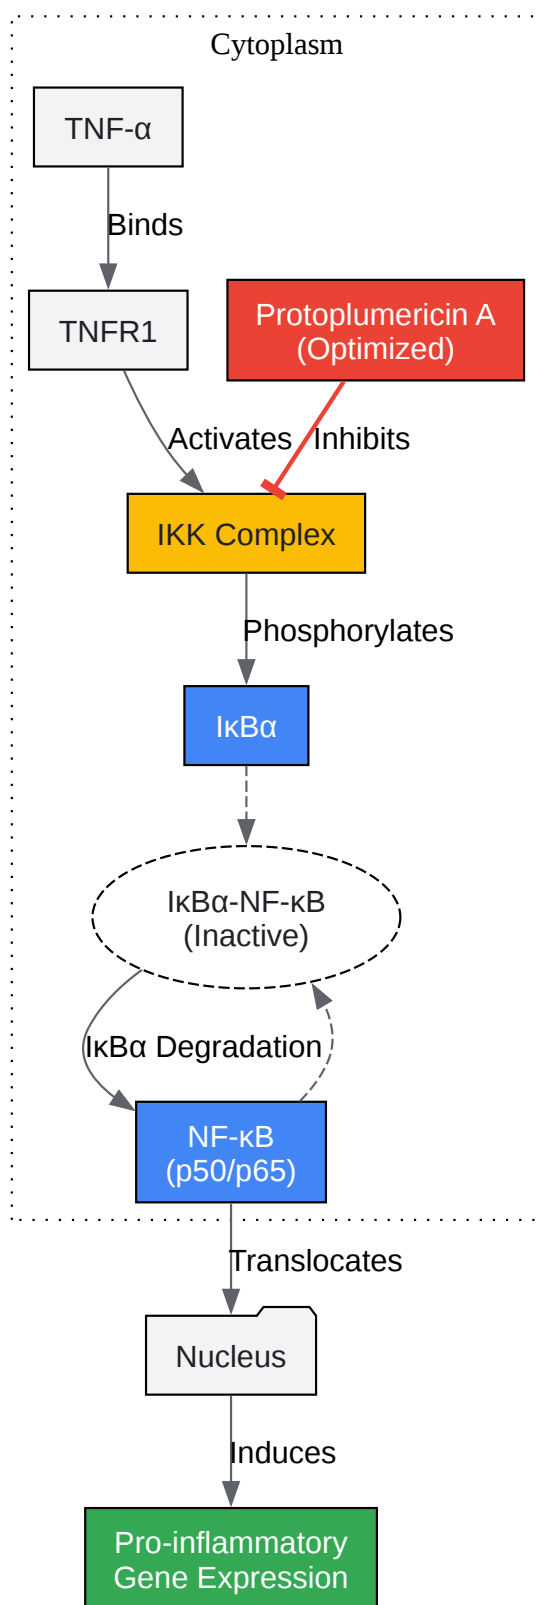 Cytoplasm
TNF-α
Binds
TNFR1
Protoplumericin A
(Optimized)
Activates
Inhibits
IKK Complex
Phosphorylates
IκBα
IκBα-NF-κB
(Inactive)
IκBα Degradation
NF-κB
(p50/p65)
Translocates
Nucleus
Induces
Pro-inflammatory
Gene Expression